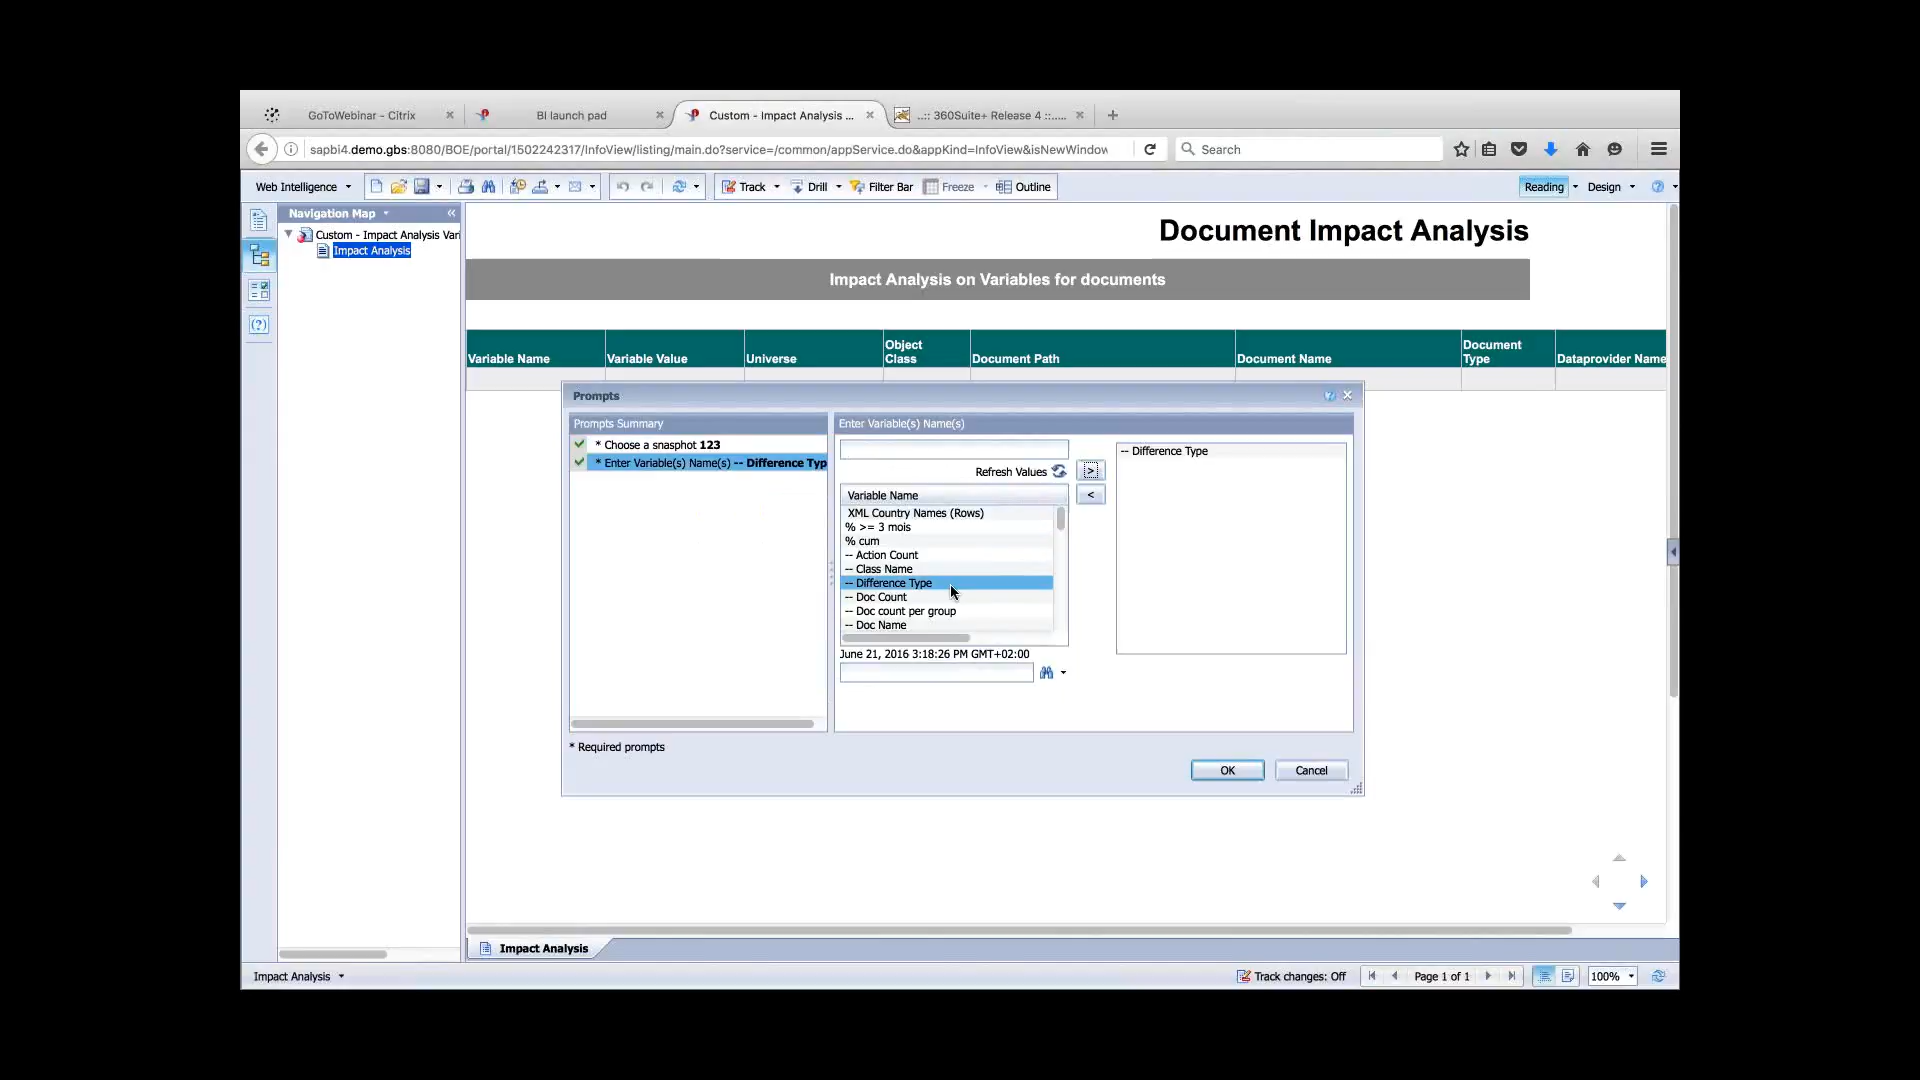 GoToWebinar - Citrix
BI launch pad
Custom - Impact Analysis ...
..:: 360Suite+ Release 4 ::.....
sapbi4.demo.gbs:8080/BOE/portal/1502242317/InfoView/listing/main.do?service=/common/appService.do&appKind=InfoView&isNewWindow
Search
Web Intelligence
Track
Drill
Filter Bar
Freeze
Outline
Reading
Design
Navigation Map
Custom - Impact Analysis Vari
Impact Analysis
Document Impact Analysis
Impact Analysis on Variables for documents
Variable Name
Variable Value
Universe
Object Class
Document Path
Document Name
Document Type
Dataprovider Name
Prompts
Prompts Summary
* Choose a snasphot 123
* Enter Variable(s) Name(s) -- Difference Typ
Enter Variable(s) Name(s)
Refresh Values
>
<
Variable Name
XML Country Names (Rows)
% >= 3 mois
% cum
-- Action Count
-- Class Name
-- Difference Type
-- Doc Count
-- Doc count per group
-- Doc Name
-- Difference Type
June 21, 2016 3:18:26 PM GMT+02:00
* Required prompts
OK
Cancel
Impact Analysis
Impact Analysis
Track changes: Off
Page 1 of 1
100%